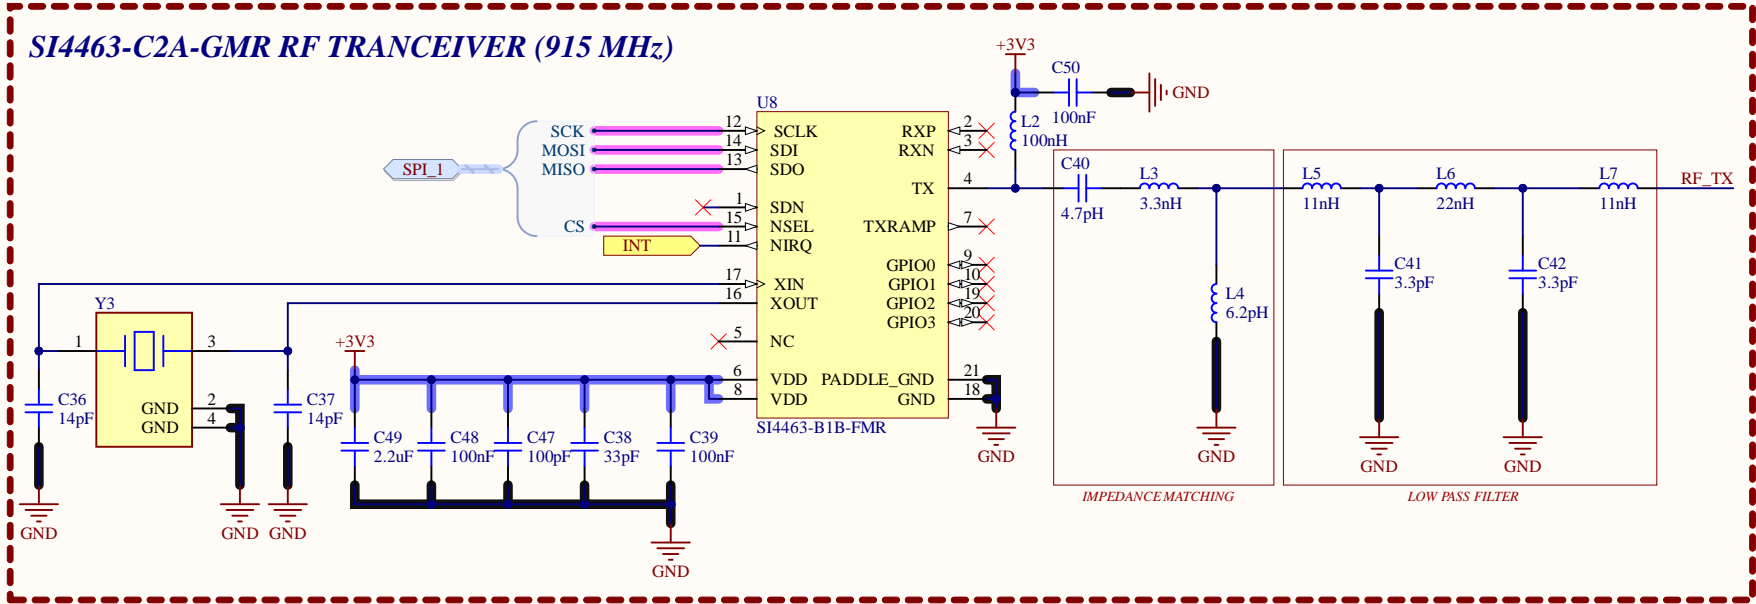 SI4463-C2A-GMR RF TRANCEIVER (915 MHz)
SPI_1
SCK
MOSI
MISO
CS
INT
U8
12
SCLK
14
SDI
13
SDO
1
SDN
15
NSEL
11
NIRQ
17
XIN
16
XOUT
5
NC
6
VDD
8
VDD
RXP
2
RXN
3
TX
4
TXRAMP
7
GPIO0
9
GPIO1
10
GPIO2
19
GPIO3
20
PADDLE_GND
21
GND
18
SI4463-B1B-FMR
GND
+3V3
C50
100nF
GND
L2
100nH
C40
4.7pH
L3
3.3nH
L4
6.2pH
GND
IMPEDANCE MATCHING
L5
11nH
L6
22nH
L7
11nH
RF_TX
C41
3.3pF
GND
C42
3.3pF
GND
LOW PASS FILTER
Y3
1
3
GND
2
GND
4
C36
14pF
GND
GND
C37
14pF
GND
+3V3
C49
2.2uF
C48
100nF
C47
100pF
C38
33pF
C39
100nF
GND